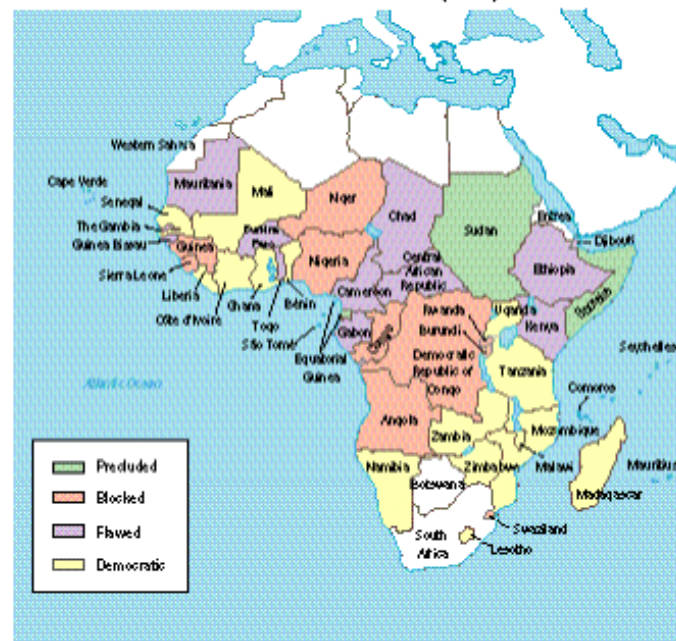 Western Sahara
Cape Verde
Mauritania
Mali
Niger
Senegal
Chad
Sudan
Eritrea
The Gambia
Burkina
Faso
Djibouti
Guinea Bissau
Guinea
Nigeria
Central
African Republic
Ethiopia
Sierra Leone
Somalia
Liberia
Ghana
Bénin
Cameroon
Côte d'Ivoire
Togo
São Tomé
Gabon
Congo
Rwanda
Uganda
Kenya
Burundi
Equatorial
Guinea
Democratic
Republic of
Congo
Seychelles
Tanzania
Atlantic Ocean
Comoros
Angola
Zambia
Mozambique
Malawi
Mauritius
Namibia
Zimbabwe
Botswana
Madagascar
South
Africa
Swaziland
Lesotho
Precluded
Blocked
Flawed
Democratic